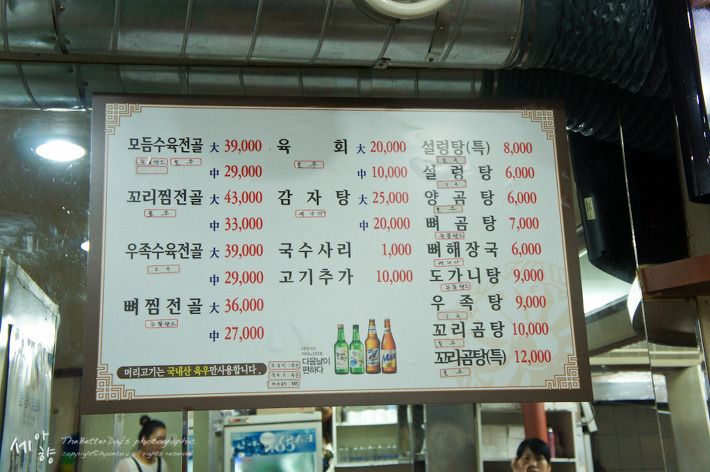 모듬수육전골 大 39,000
中 29,000
꼬리찜전골 大 43,000
中 33,000
우족수육전골 大 39,000
中 29,000
뼈찜전골 大 36,000
中 27,000
육 회 大 20,000
中 10,000
감자탕 大 25,000
中 20,000
국수사리 1,000
고기추가 10,000
설렁탕(특) 8,000
설렁탕 6,000
양곰탕 6,000
뼈곰탕 7,000
뼈해장국 6,000
도가니탕 9,000
우족탕 9,000
꼬리곰탕 10,000
꼬리곰탕(특) 12,000
다음날이
편하다
머리고기는 국내산 육우만사용합니다.
세아향
TheBetterDay's photographic